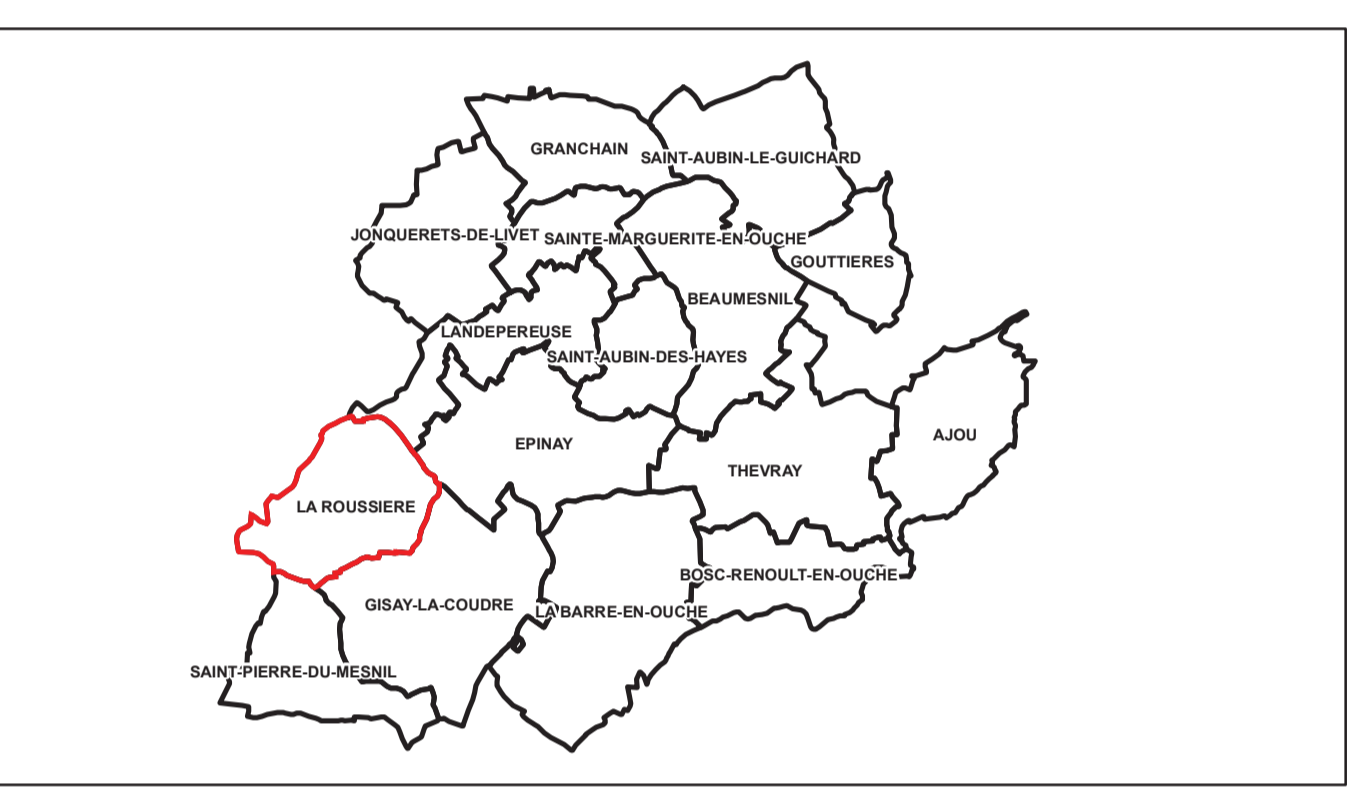 GRANCHAIN
SAINT-AUBIN-LE-GUICHARD
JONQUERETS-DE-LIVET
SAINTE-MARGUERITE-EN-OUCHE
GOUTTIERES
BEAUMESNIL
LANDEPEREUSE
SAINT-AUBIN-DES-HAYES
AJOU
EPINAY
THEVRAY
LA ROUSSIERE
BOSC-RENOULT-EN-OUCHE
GISAY-LA-COUDRE
LA BARRE-EN-OUCHE
SAINT-PIERRE-DU-MESNIL